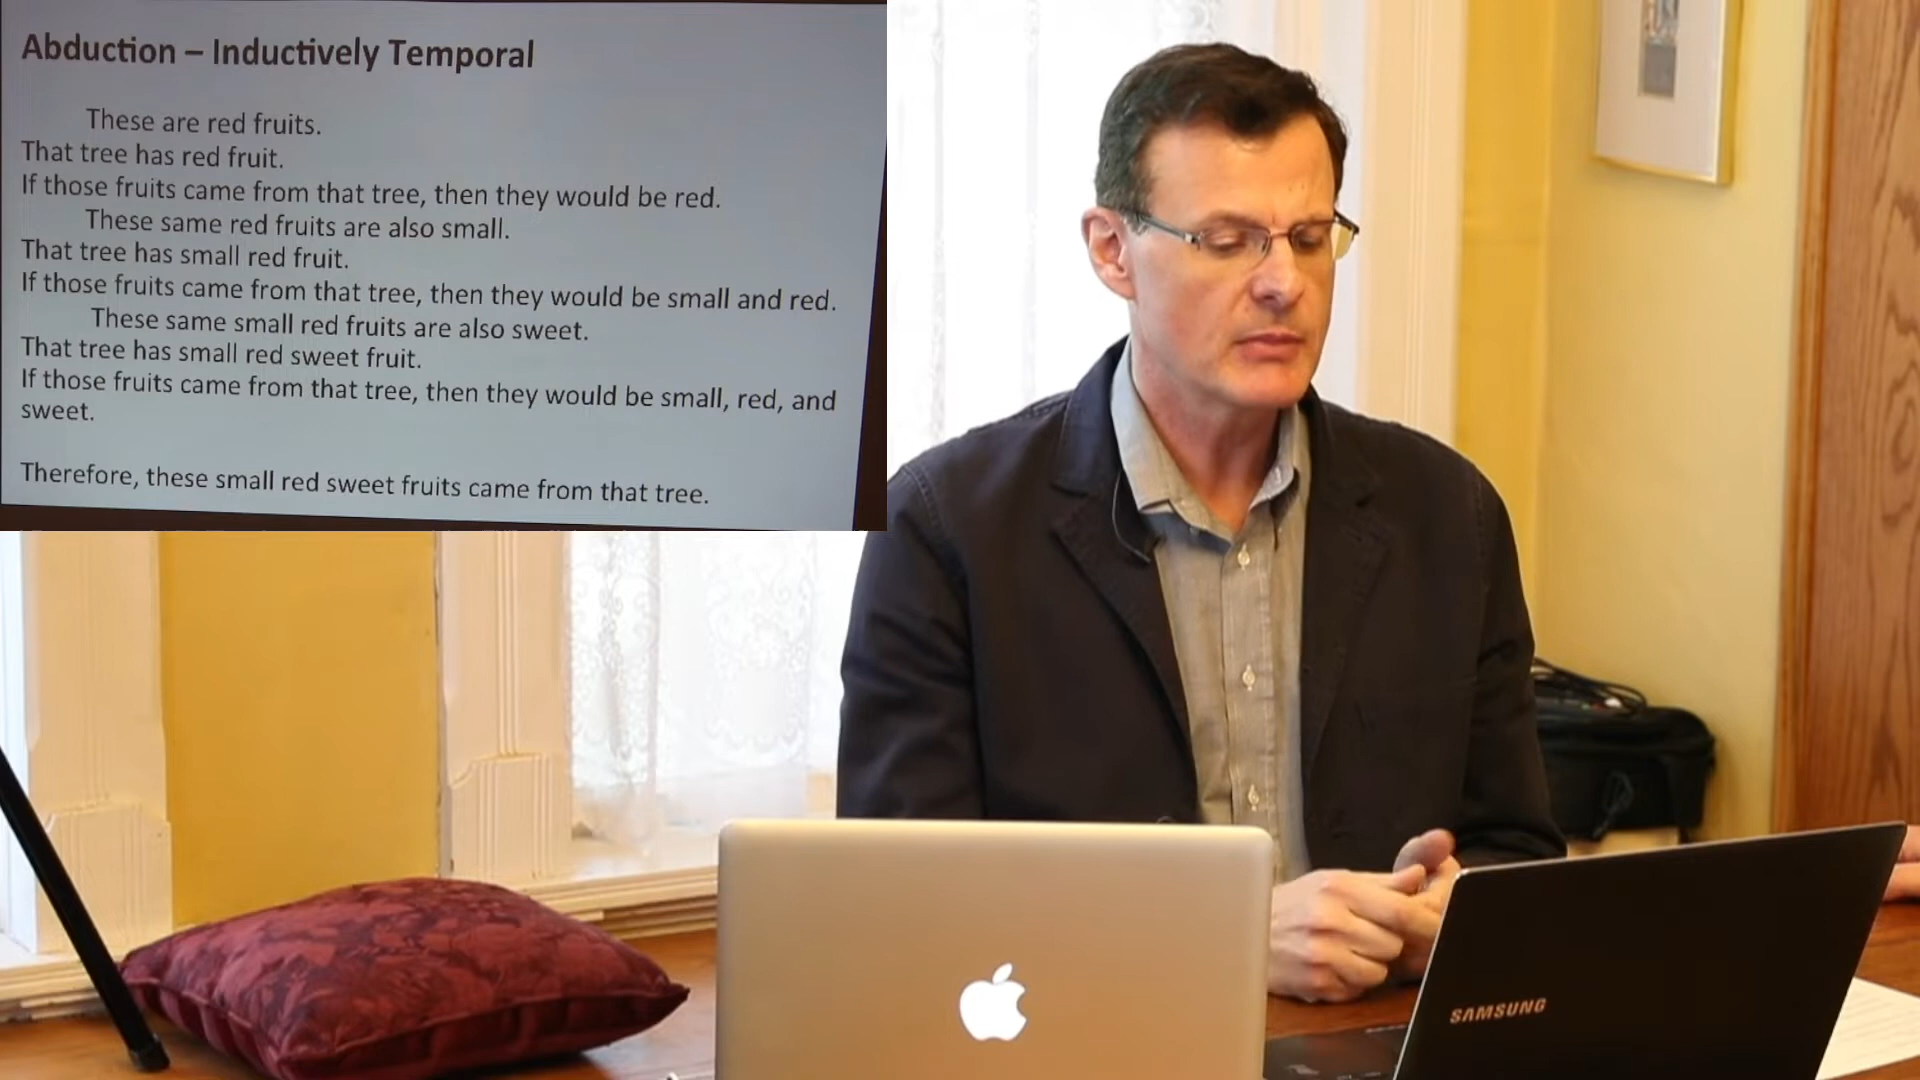 Abduction – Inductively Temporal
These are red fruits.
That tree has red fruit.
If those fruits came from that tree, then they would be red.
These same red fruits are also small.
That tree has small red fruit.
If those fruits came from that tree, then they would be small and red.
These same small red fruits are also sweet.
That tree has small red sweet fruit.
If those fruits came from that tree, then they would be small, red, and
sweet.
Therefore, these small red sweet fruits came from that tree.
SAMSUNG